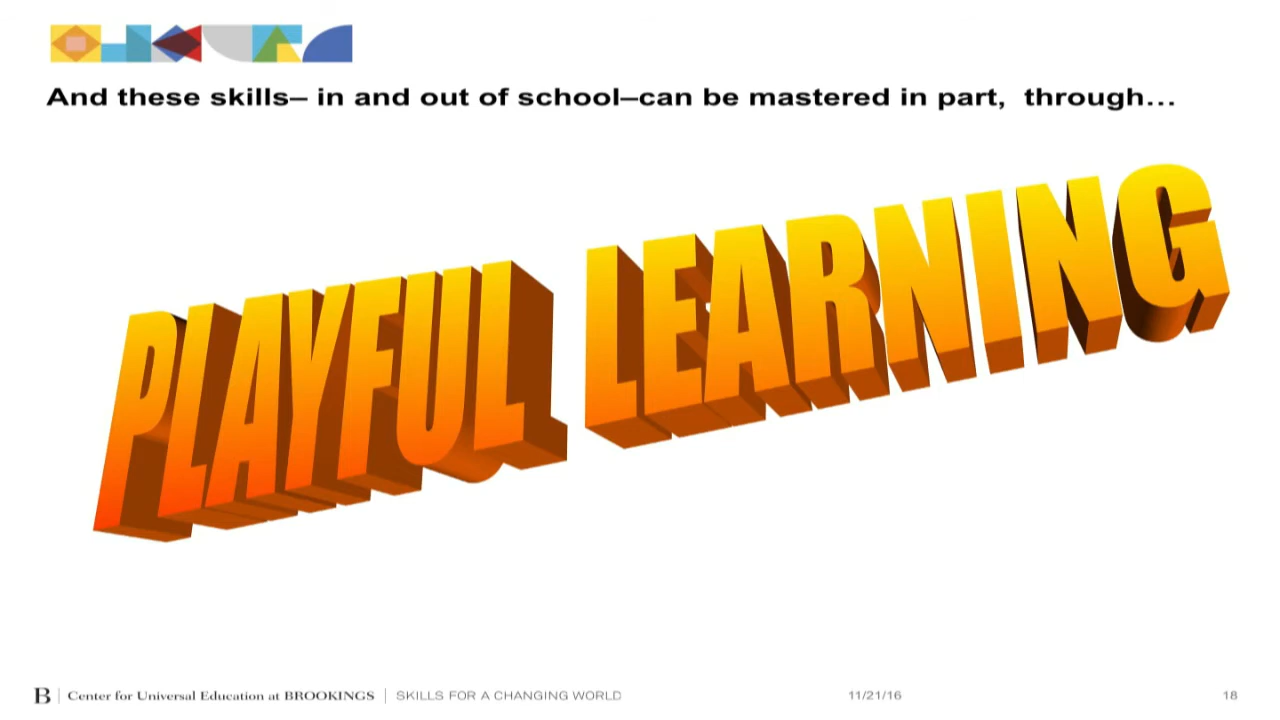 And these skills– in and out of school–can be mastered in part,  through…
PLAYFUL LEARNING
B | Center for Universal Education at BROOKINGS | SKILLS FOR A CHANGING WORLD 11/21/16 18